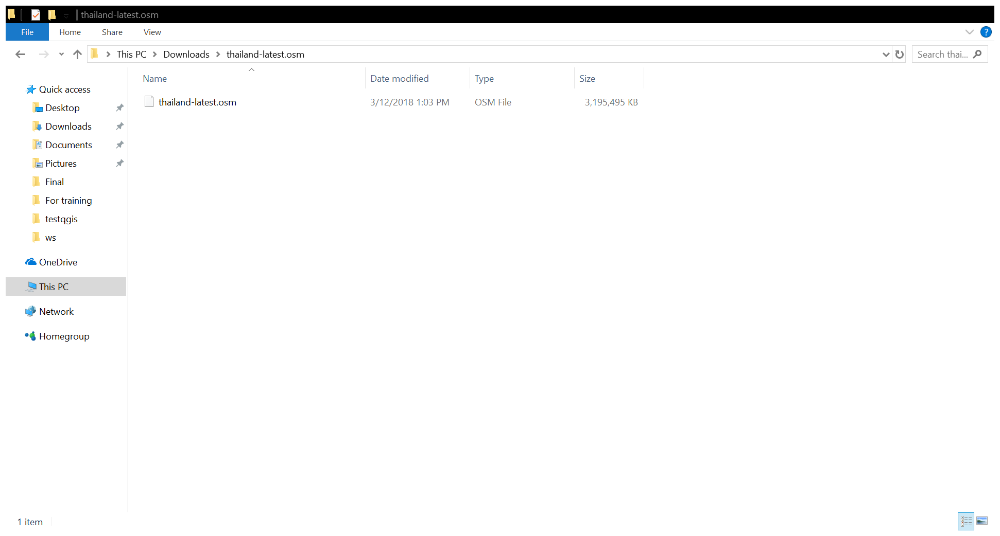 thailand-latest.osm
File Home Share View
This PC Downloads thailand-latest.osm Search thai...
Name Date modified Type Size
thailand-latest.osm 3/12/2018 1:03 PM OSM File 3,195,495 KB
Quick access
Desktop
Downloads
Documents
Pictures
Final
For training
testqgis
ws
OneDrive
This PC
Network
Homegroup
1 item